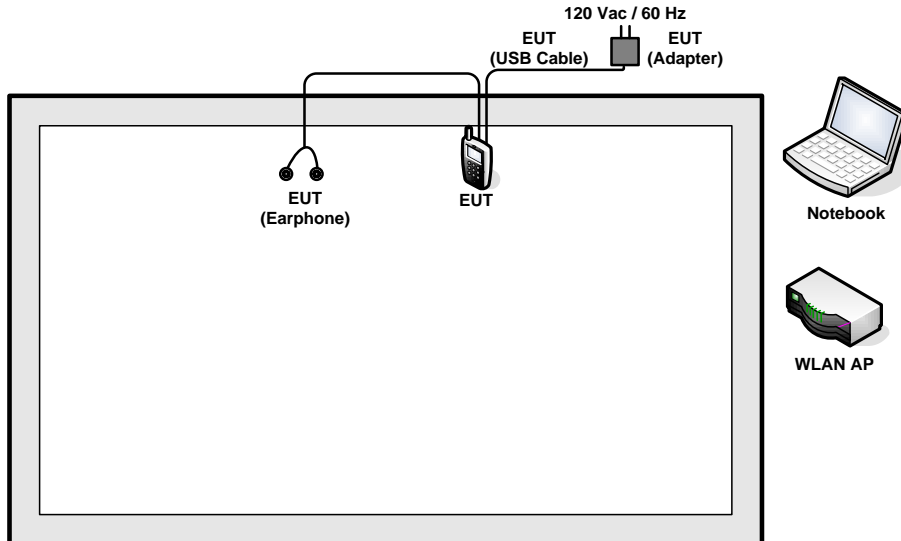 120 Vac / 60 Hz
EUT
(USB Cable)
EUT
(Adapter)
EUT
(Earphone)
EUT
Notebook
WLAN AP